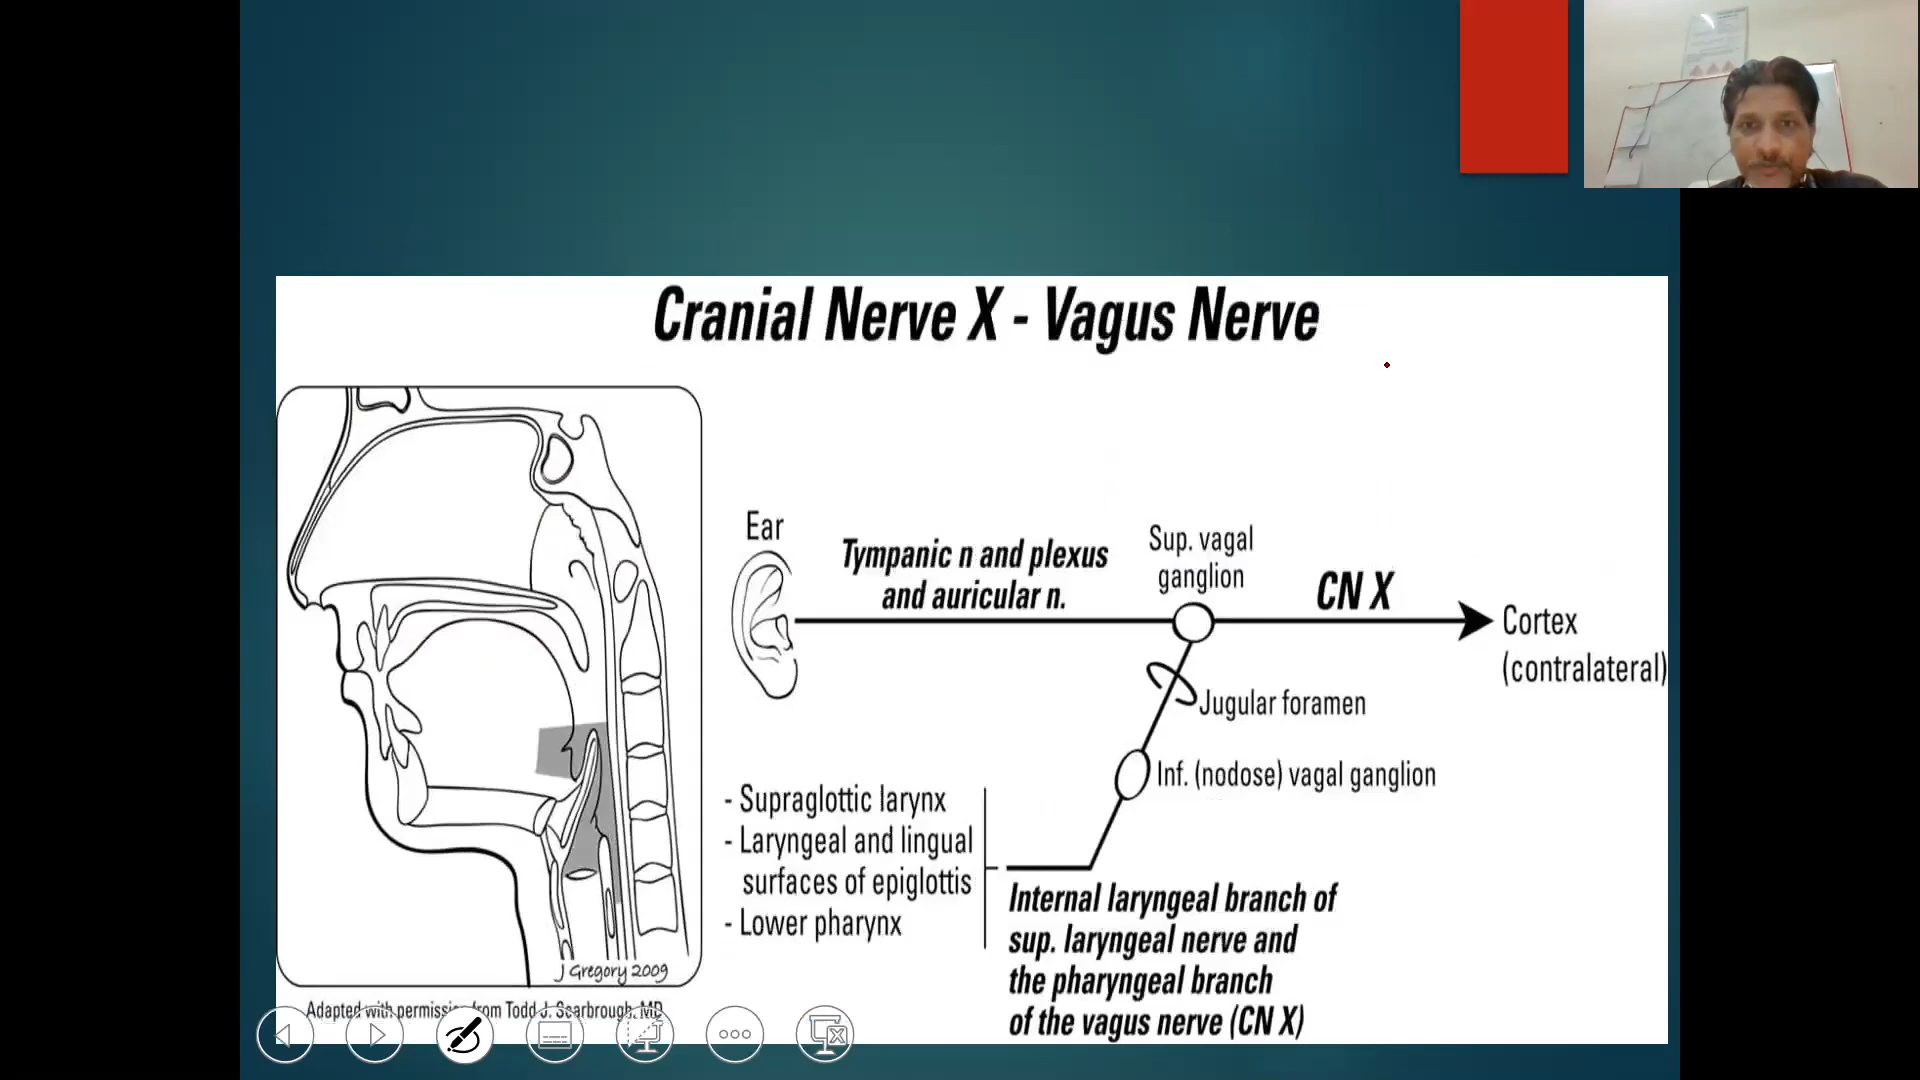 Cranial Nerve X - Vagus Nerve
Ear
Tympanic n and plexus
and auricular n.
Sup. vagal
ganglion
CN X
Cortex
(contralateral)
Jugular foramen
Inf. (nodose) vagal ganglion
- Supraglottic larynx
- Laryngeal and lingual
surfaces of epiglottis
- Lower pharynx
Internal laryngeal branch of
sup. laryngeal nerve and
the pharyngeal branch
of the vagus nerve (CN X)
J Gregory 2009
Adapted with permission from Todd J. Scarbrough, MD